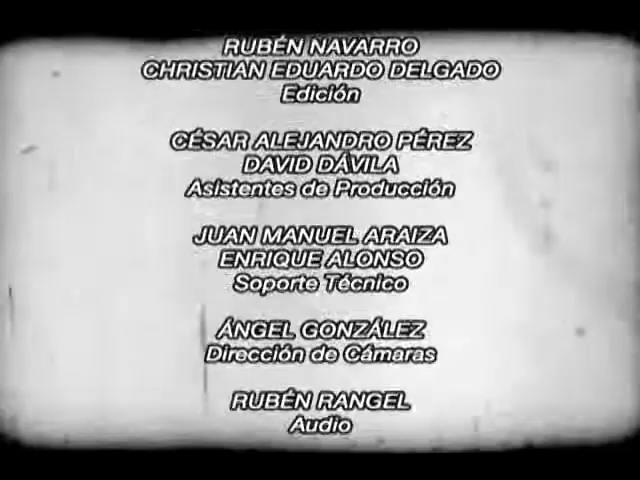 RUBÉN NAVARRO
CHRISTIAN EDUARDO DELGADO
Edición
CÉSAR ALEJANDRO PÉREZ
DAVID DÁVILA
Asistentes de Producción
JUAN MANUEL ARAIZA
ENRIQUE ALONSO
Soporte Técnico
ÁNGEL GONZÁLEZ
Dirección de Cámaras
RUBÉN RANGEL
Audio